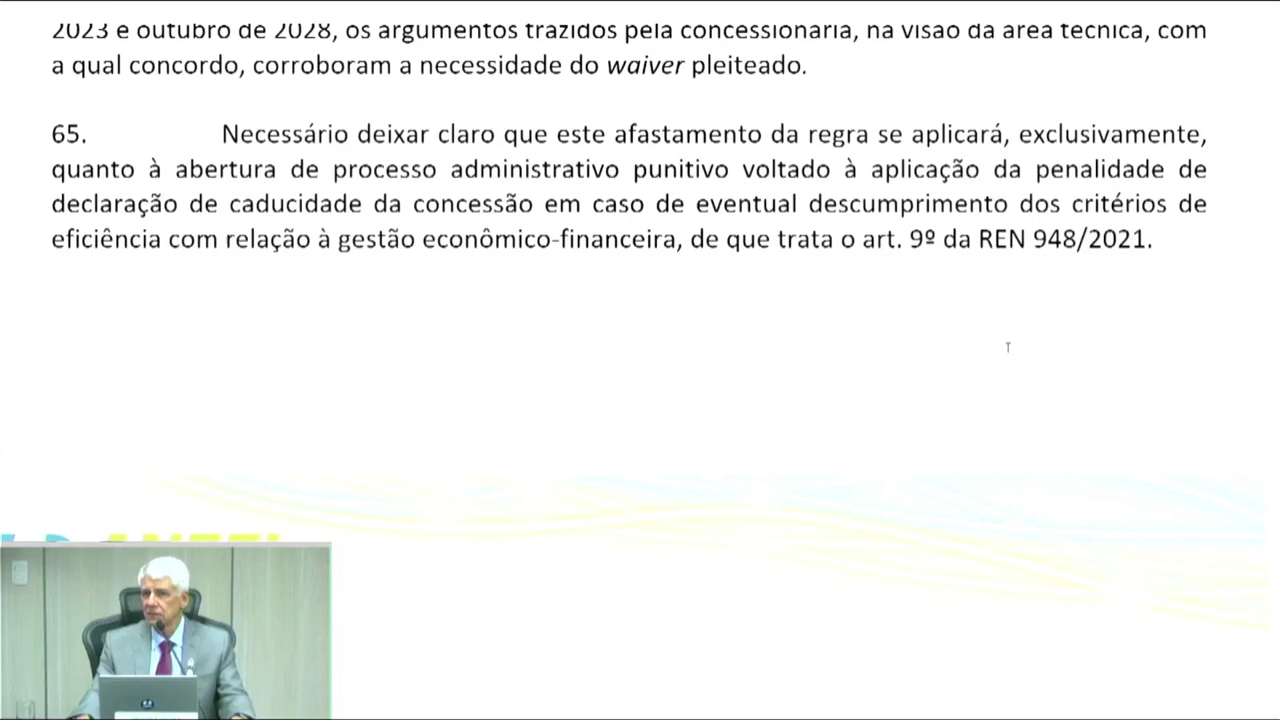 2023 e outubro de 2028, os argumentos trazidos pela concessionária, na visão da área técnica, com
a qual concordo, corroboram a necessidade do waiver pleiteado.
65. Necessário deixar claro que este afastamento da regra se aplicará, exclusivamente,
quanto à abertura de processo administrativo punitivo voltado à aplicação da penalidade de
declaração de caducidade da concessão em caso de eventual descumprimento dos critérios de
eficiência com relação à gestão econômico-financeira, de que trata o art. 9º da REN 948/2021.